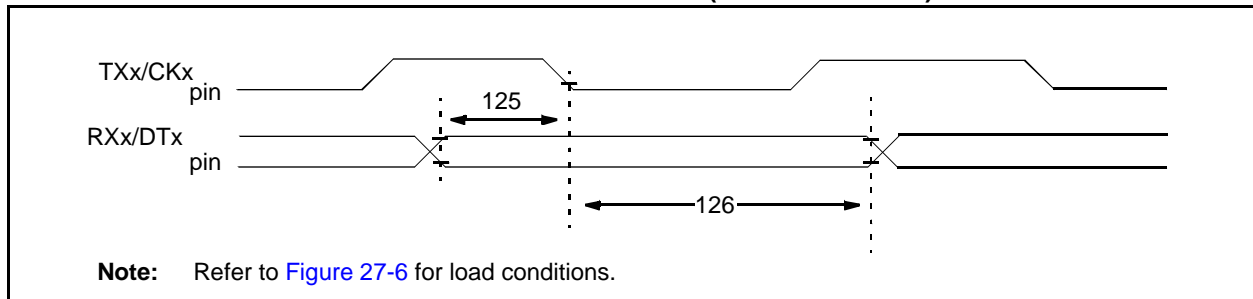 TXx/CKx
pin
125
RXx/DTx
pin
126
Note: Refer to Figure 27-6 for load conditions.